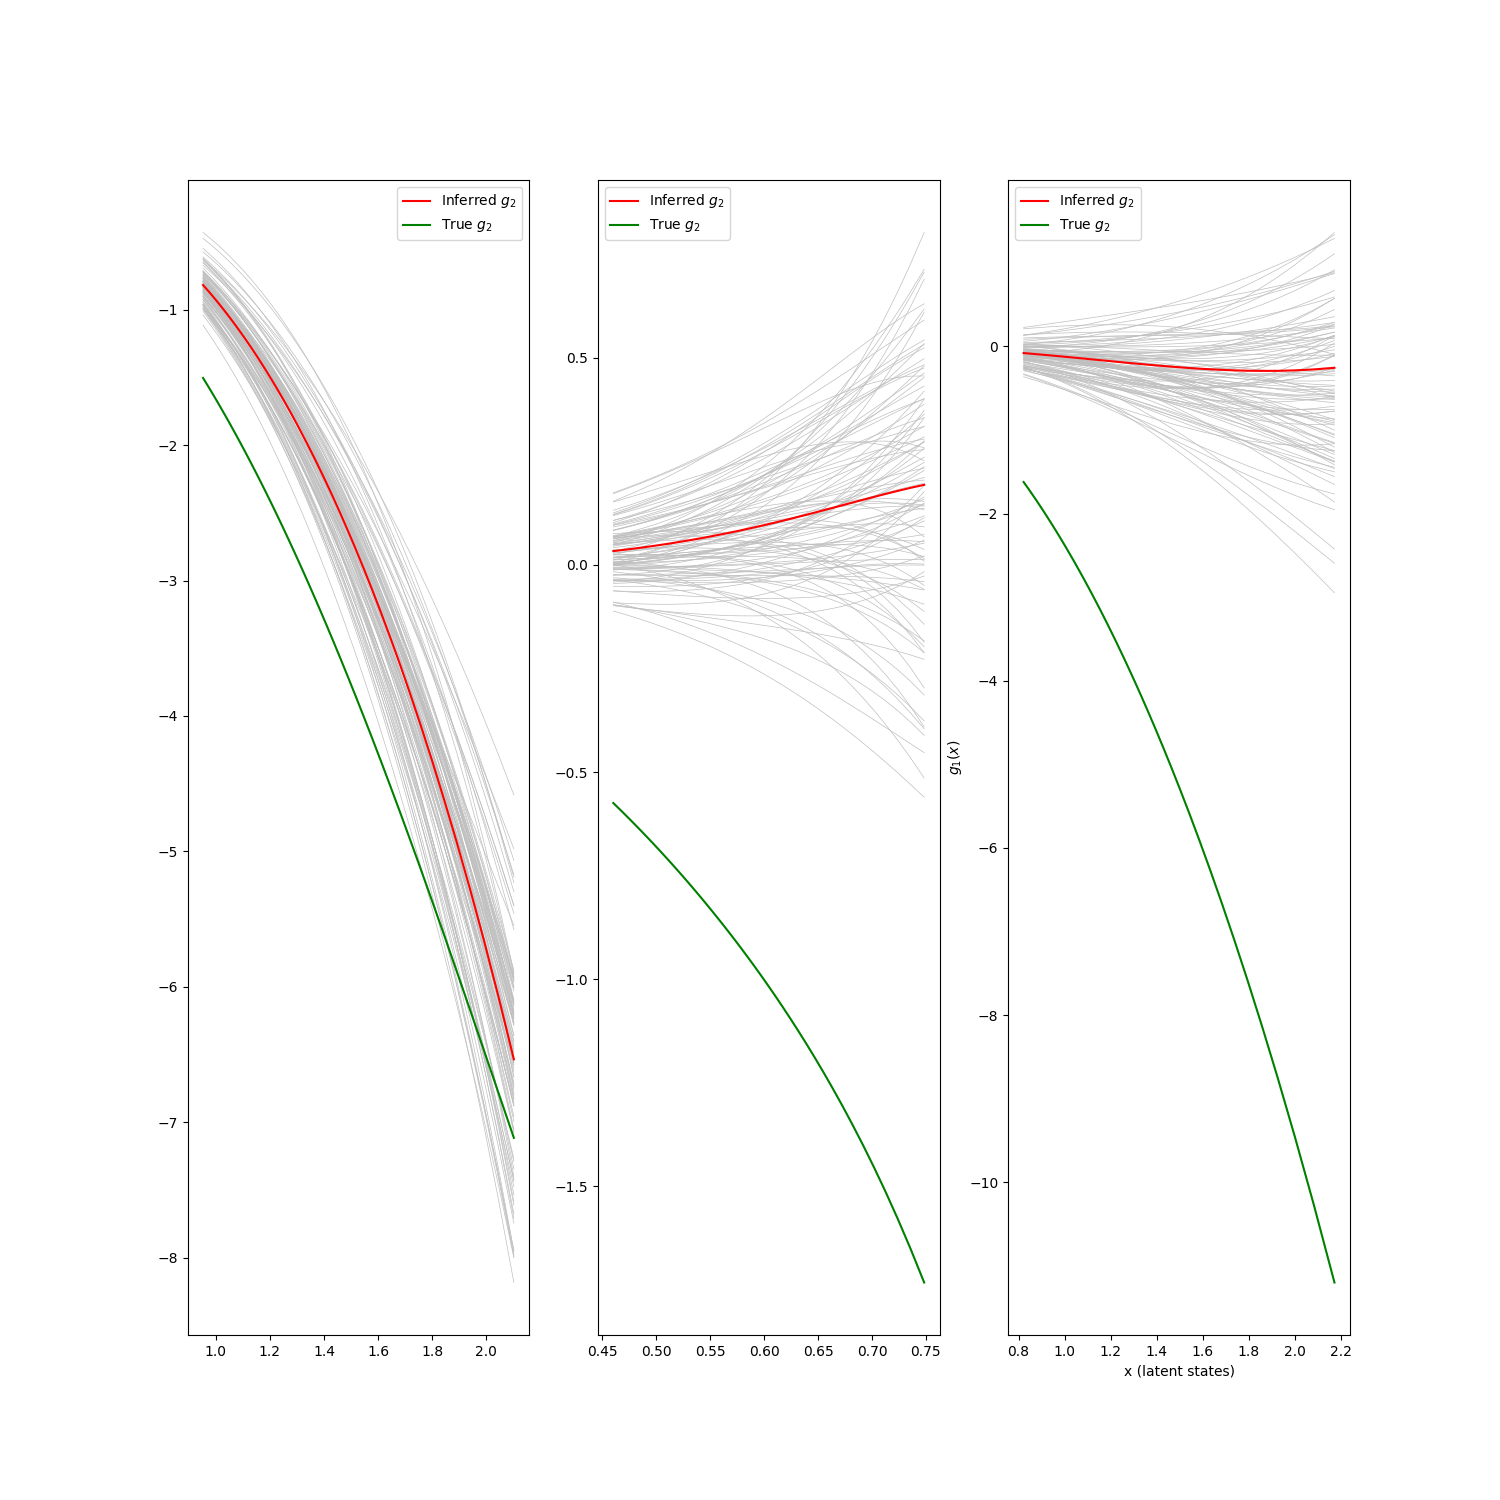 Inferred g₂
True g₂
−1
−2
−3
−4
−5
−6
−7
−8
1.0 1.2 1.4 1.6 1.8 2.0
Inferred g₂
True g₂
0.5
0.0
−0.5
−1.0
−1.5
0.45 0.50 0.55 0.60 0.65 0.70 0.75
Inferred g₂
True g₂
g₁(x)
0
−2
−4
−6
−8
−10
0.8 1.0 1.2 1.4 1.6 1.8 2.0 2.2
x (latent states)